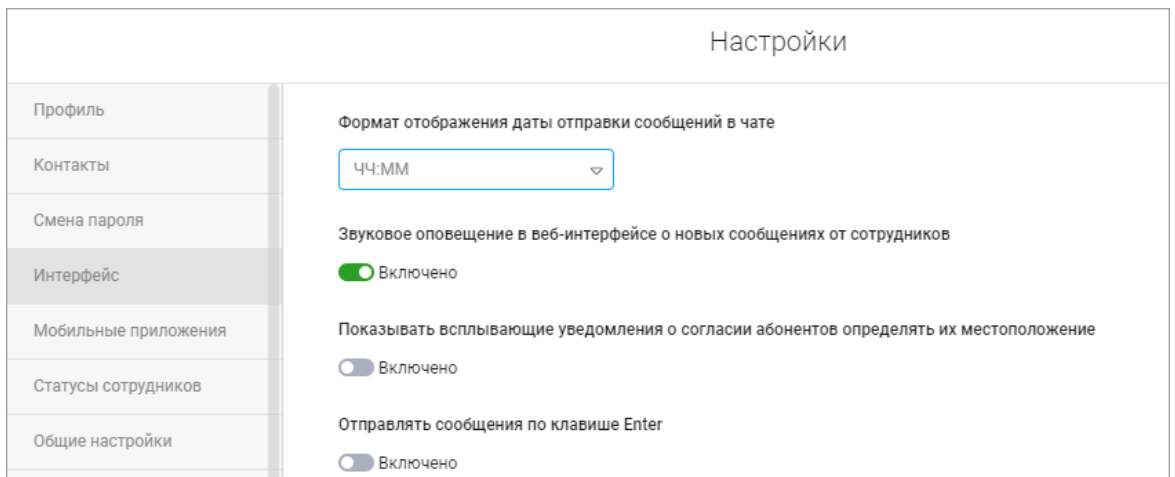 Настройки
Профиль
Контакты
Смена пароля
Интерфейс
Мобильные приложения
Статусы сотрудников
Общие настройки
Формат отображения даты отправки сообщений в чате
ЧЧ:ММ
Звуковое оповещение в веб-интерфейсе о новых сообщениях от сотрудников
Включено
Показывать всплывающие уведомления о согласии абонентов определять их местоположение
Включено
Отправлять сообщения по клавише Enter
Включено